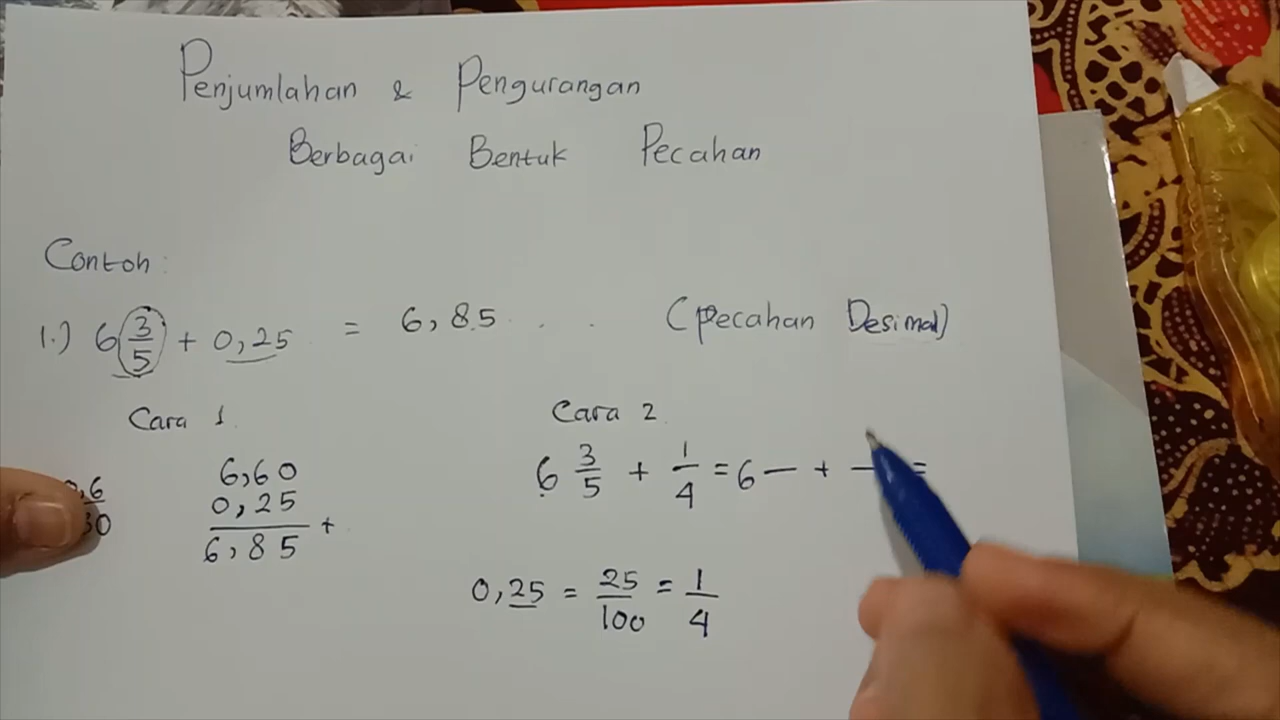 Penjumlahan & Pengurangan
Berbagai Bentuk Pecahan
Contoh :
1.) 6 3/5 + 0,25 = 6,85 . . (Pecahan Desimal)
Cara 1
6,60
0,25
6,85 +
Cara 2
6 3/5 + 1/4 = 6 — + — =
0,25 = 25/100 = 1/4